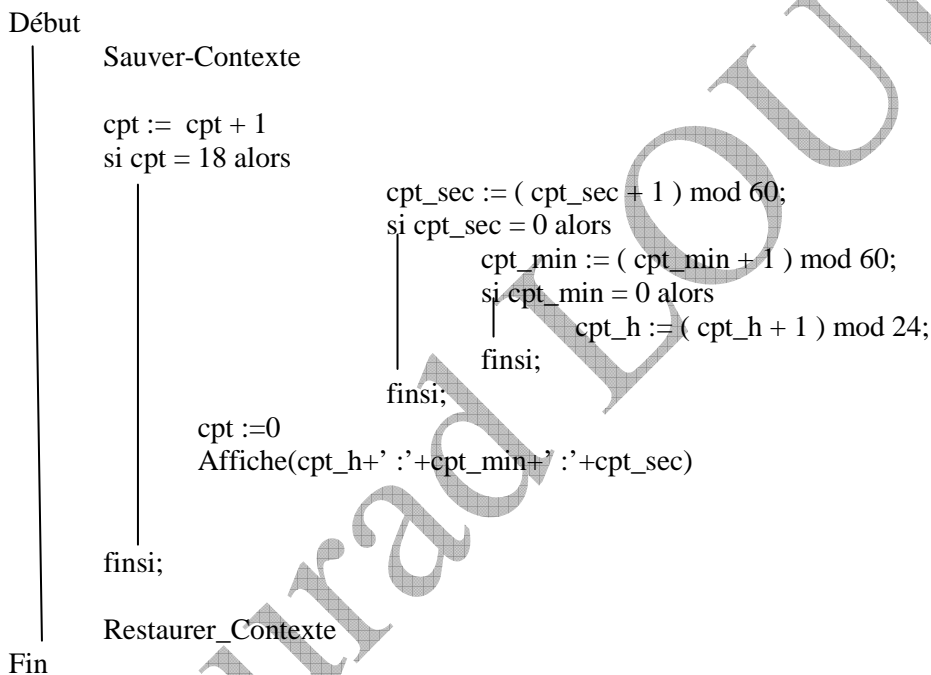 Début
Sauver-Contexte
cpt := cpt + 1
si cpt = 18 alors
cpt_sec := ( cpt_sec + 1 ) mod 60;
si cpt_sec = 0 alors
cpt_min := ( cpt_min + 1 ) mod 60;
si cpt_min = 0 alors
cpt_h := ( cpt_h + 1 ) mod 24;
finsi;
finsi;
cpt :=0
Affiche(cpt_h+’ :’+cpt_min+’ :’+cpt_sec)
finsi;
Restaurer_Contexte
Fin